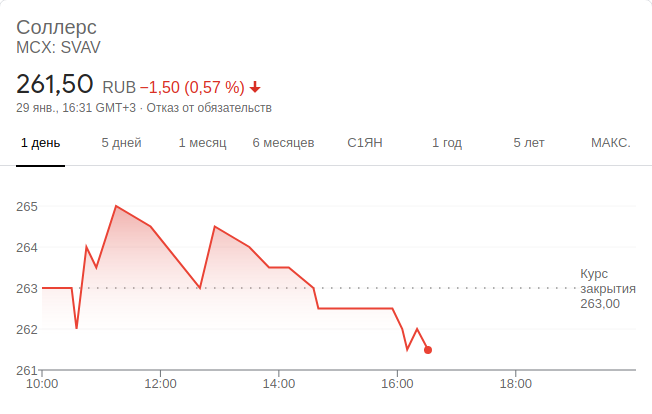 Соллерс
MCX: SVAV
261,50 RUB −1,50 (0,57 %)
29 янв., 16:31 GMT+3 · Отказ от обязательств
1 день 5 дней 1 месяц 6 месяцев С1ЯН 1 год 5 лет МАКС.
265
264
263
262
261
Курс
закрытия
263,00
10:00 12:00 14:00 16:00 18:00